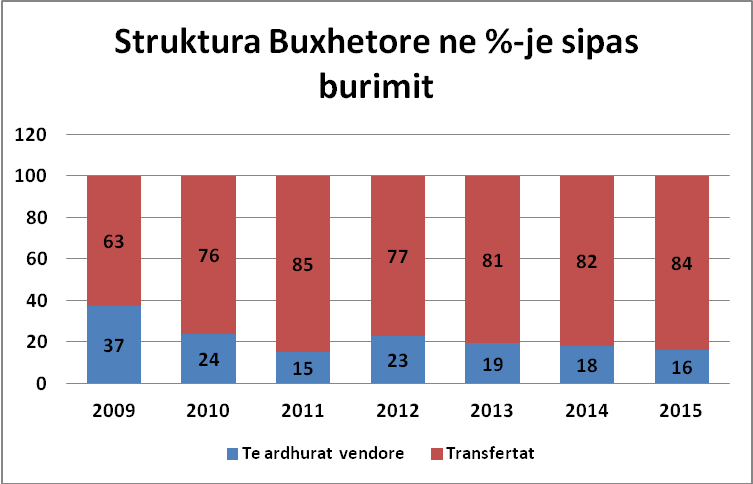 Struktura Buxhetore ne %-je sipas
burimit
120
100
80
60
40
20
0
63 76 85 77 81 82 84
37 24 15 23 19 18 16
2009 2010 2011 2012 2013 2014 2015
Te ardhurat vendore Transfertat